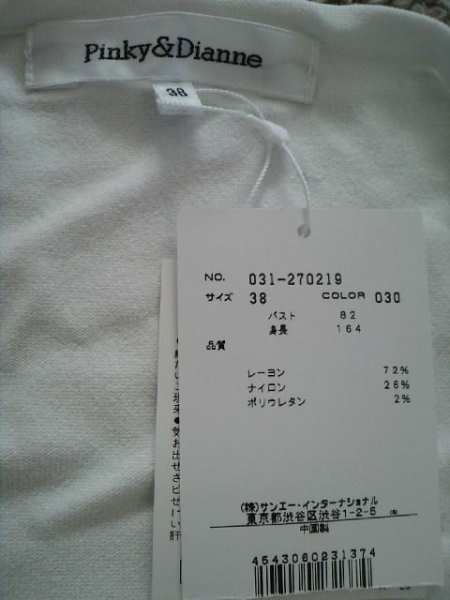 Pinky&Dianne
38
NO. 031-270219
サイズ 38 COLOR 030
バスト 82
身長 164
品質
レーヨン 72%
ナイロン 26%
ポリウレタン 2%
(株)サンエー・インターナショナル
東京都渋谷区渋谷1-2-5
中国製
4543060231374